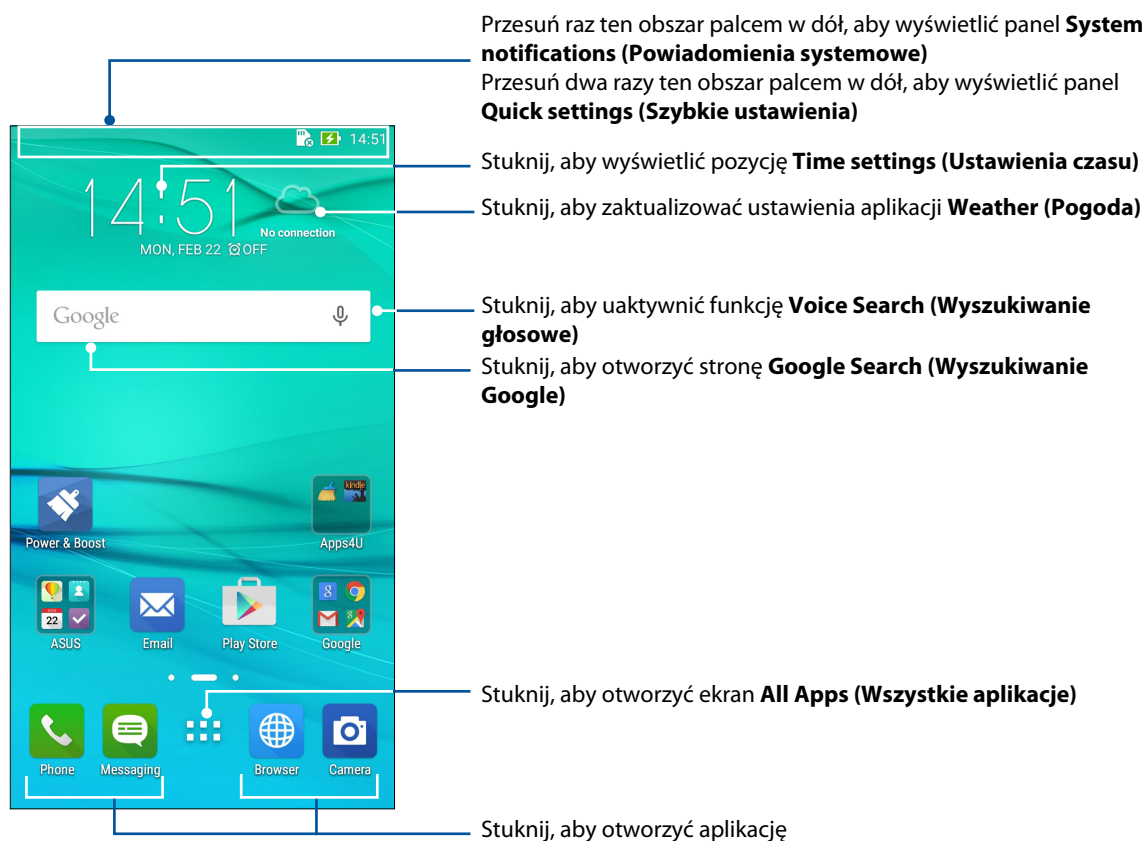 Przesuń raz ten obszar palcem w dół, aby wyświetlić panel System
notifications (Powiadomienia systemowe)
Przesuń dwa razy ten obszar palcem w dół, aby wyświetlić panel
Quick settings (Szybkie ustawienia)
14:51
Stuknij, aby wyświetlić pozycję Time settings (Ustawienia czasu)
14:51
Stuknij, aby zaktualizować ustawienia aplikacji Weather (Pogoda)
No connection
MON, FEB 22 OFF
Google
Stuknij, aby uaktywnić funkcję Voice Search (Wyszukiwanie
głosowe)
Stuknij, aby otworzyć stronę Google Search (Wyszukiwanie
Google)
kindle
Power & Boost
Apps4U
8
22
ASUS
Email
Play Store
Google
Stuknij, aby otworzyć ekran All Apps (Wszystkie aplikacje)
Phone
Messaging
Browser
Camera
Stuknij, aby otworzyć aplikację